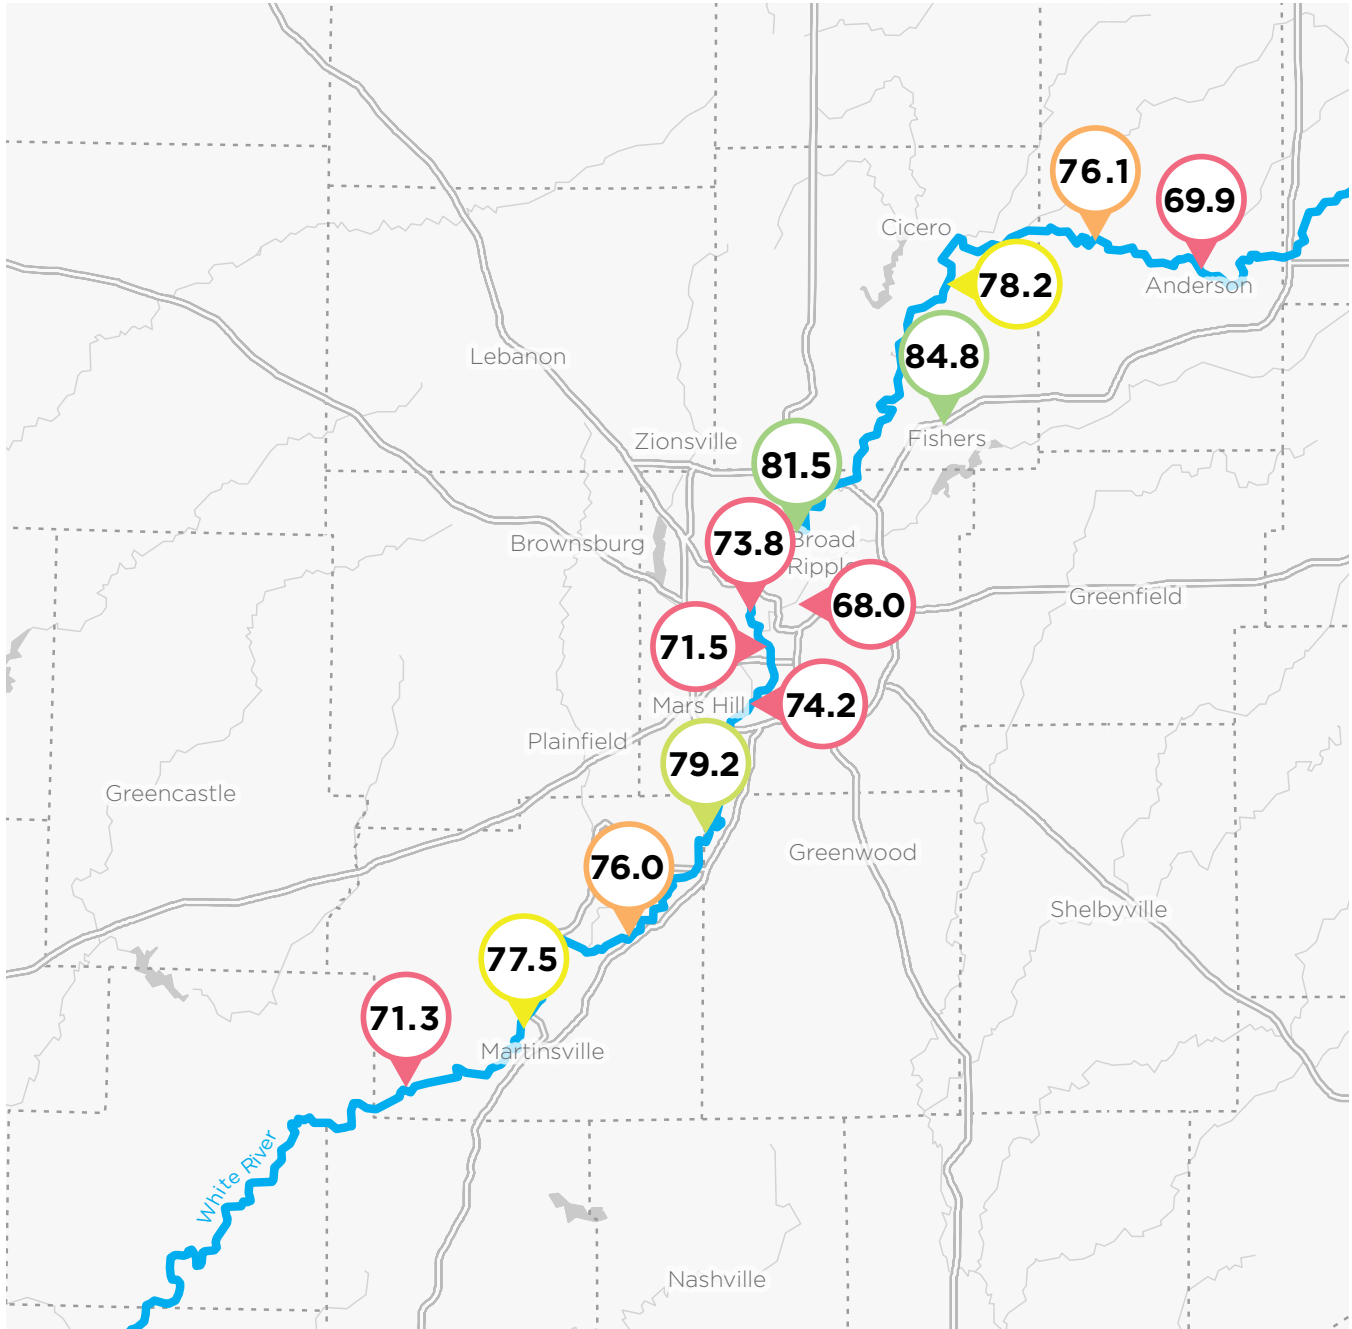 76.1
69.9
Cicero
78.2
Anderson
84.8
Lebanon
Fishers
Zionsville
81.5
Brownsburg
73.8
Broad
Ripple
68.0
Greenfield
71.5
Mars Hill
74.2
Plainfield
79.2
Greencastle
Greenwood
76.0
Shelbyville
77.5
71.3
Martinsville
White River
Nashville